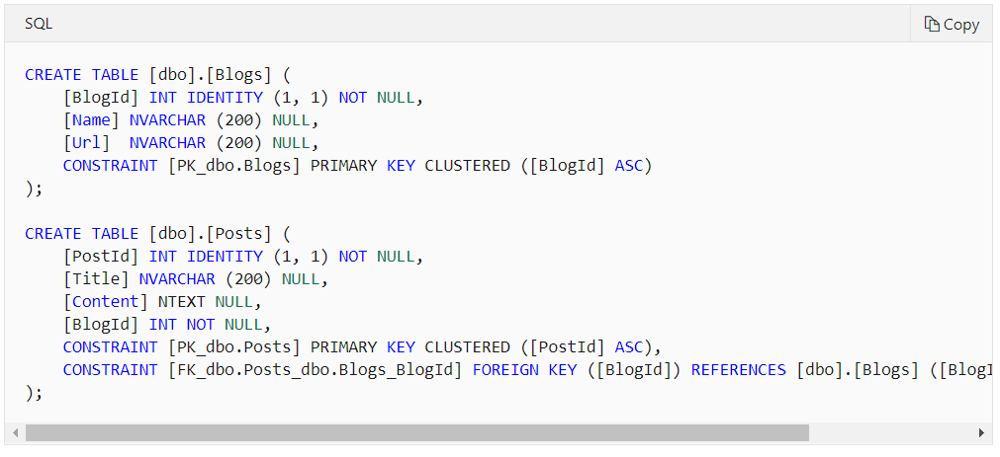 SQL
Copy
CREATE TABLE [dbo].[Blogs] (
    [BlogId] INT IDENTITY (1, 1) NOT NULL,
    [Name] NVARCHAR (200) NULL,
    [Url]  NVARCHAR (200) NULL,
    CONSTRAINT [PK_dbo.Blogs] PRIMARY KEY CLUSTERED ([BlogId] ASC)
);
CREATE TABLE [dbo].[Posts] (
    [PostId] INT IDENTITY (1, 1) NOT NULL,
    [Title] NVARCHAR (200) NULL,
    [Content] NTEXT NULL,
    [BlogId] INT NOT NULL,
    CONSTRAINT [PK_dbo.Posts] PRIMARY KEY CLUSTERED ([PostId] ASC),
    CONSTRAINT [FK_dbo.Posts_dbo.Blogs_BlogId] FOREIGN KEY ([BlogId]) REFERENCES [dbo].[Blogs] (
);